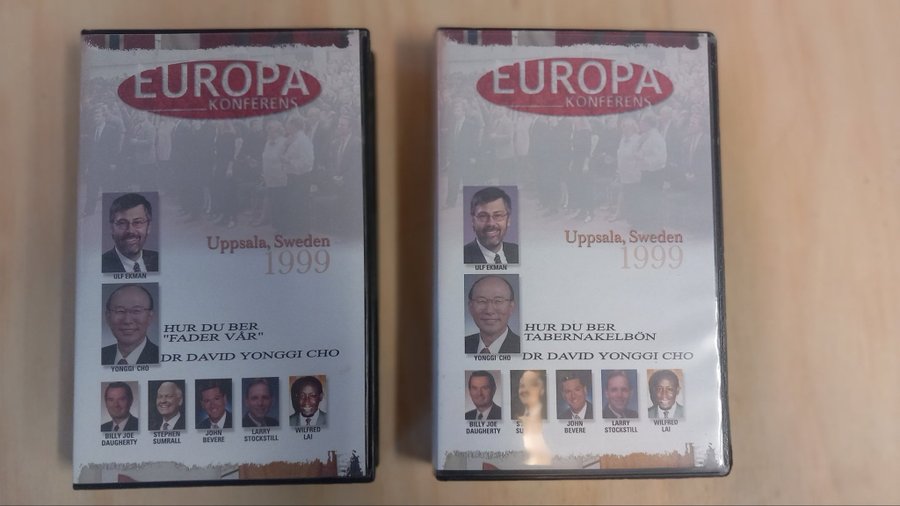 EUROPA
KONFERENS
ULF EKMAN
Uppsala, Sweden
1999
YONGGI CHO
HUR DU BER
"FADER VÅR"
DR DAVID YONGGI CHO
BILLY JOE
DAUGHERTY
STEPHEN
SUMRALL
JOHN
BEVERE
LARRY
STOCKSTILL
WILFRED
LAI
EUROPA
KONFERENS
ULF EKMAN
Uppsala, Sweden
1999
YONGGI CHO
HUR DU BER
TABERNAKELBÖN
DR DAVID YONGGI CHO
BILLY JOE
DAUGHERTY
JOHN
BEVERE
LARRY
STOCKSTILL
WILFRED
LAI